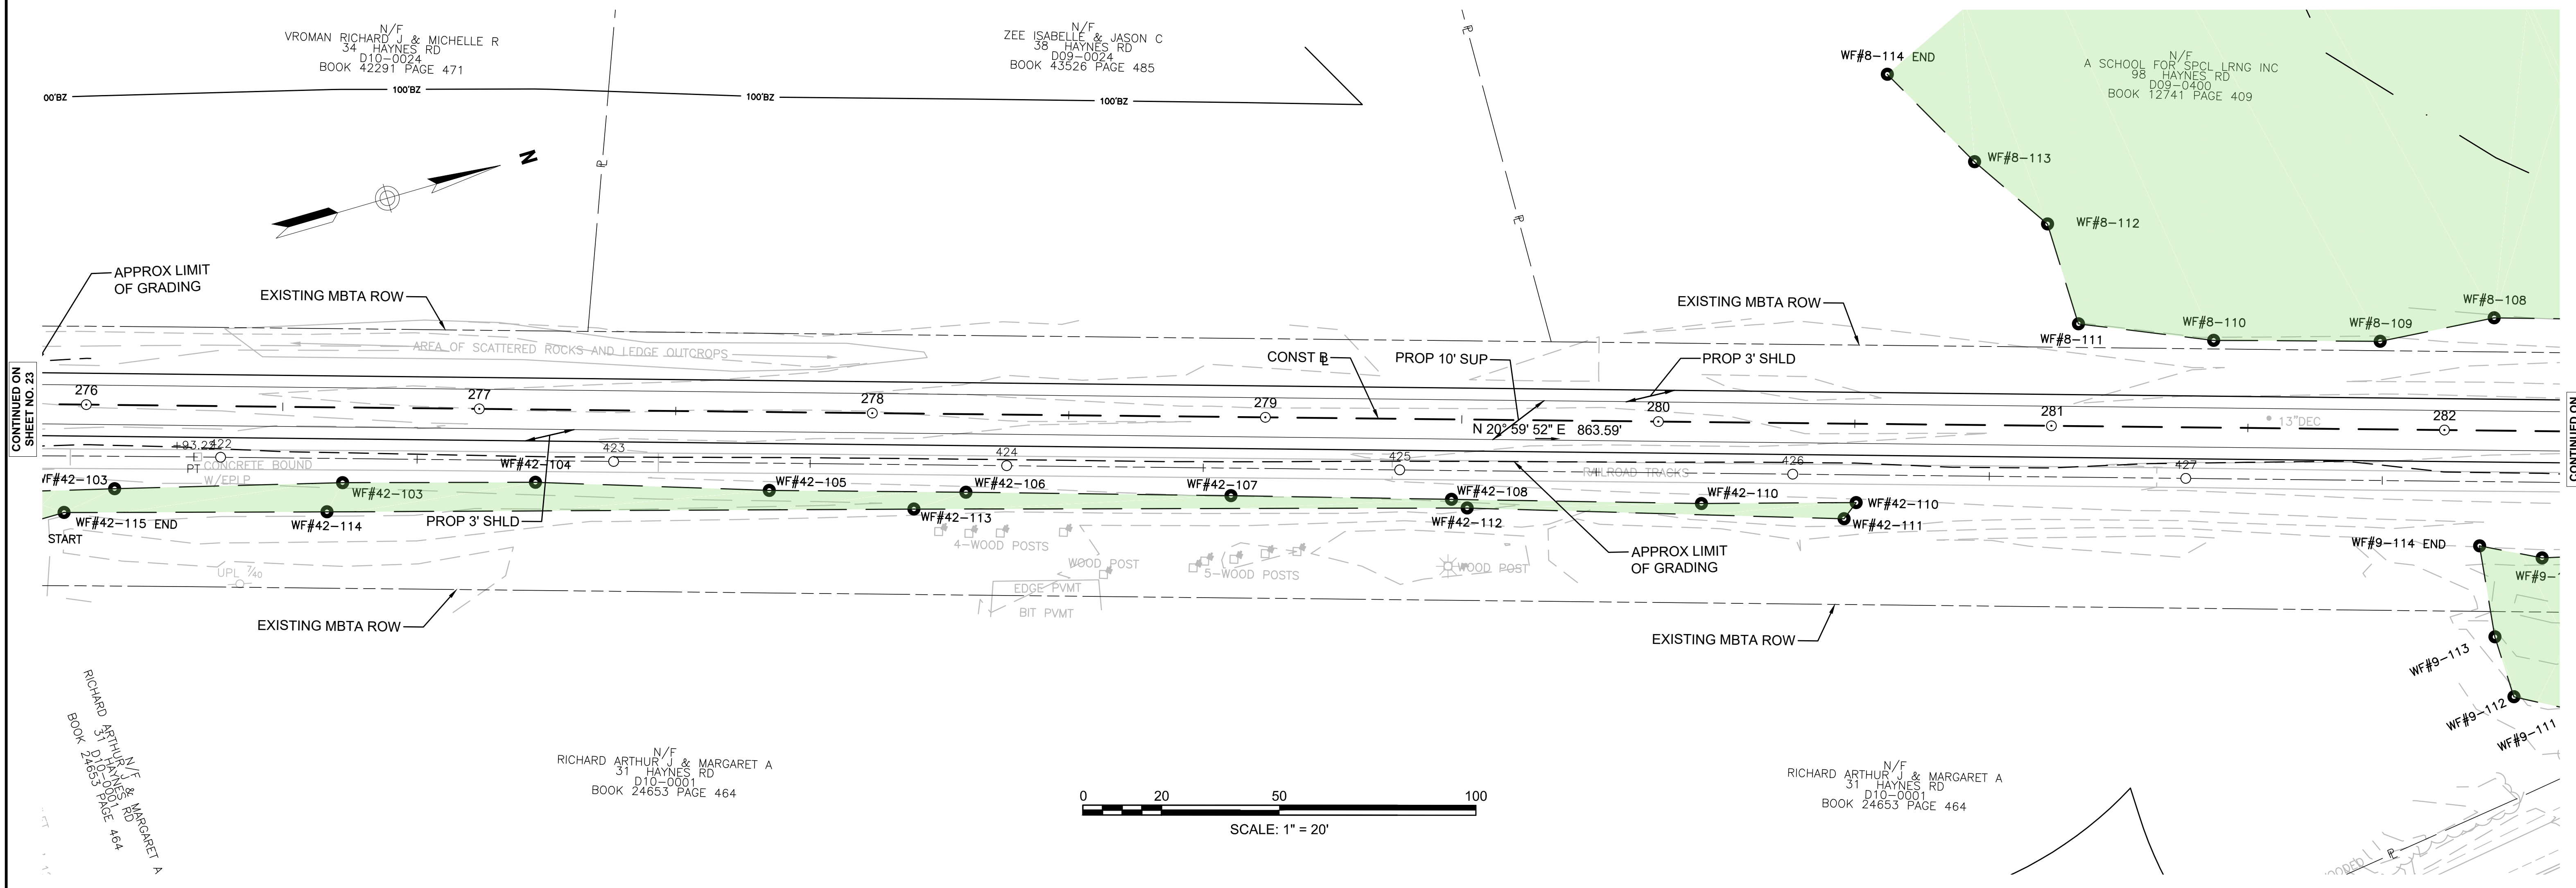 N/F
VROMAN RICHARD J & MICHELLE R
34 HAYNES RD
D10-0024
BOOK 42291 PAGE 471
N/F
ZEE ISABELLE & JASON C
38 HAYNES RD
D09-0024
BOOK 43526 PAGE 485
N/F
A SCHOOL FOR SPCL LRNG INC
98 HAYNES RD
D09-0400
BOOK 12741 PAGE 409
00'BZ
100'BZ
100'BZ
100'BZ
WF#8-114 END
WF#8-113
WF#8-112
WF#8-111
WF#8-110
WF#8-109
WF#8-108
N
PL
PL
PL
APPROX LIMIT
OF GRADING
EXISTING MBTA ROW
EXISTING MBTA ROW
AREA OF SCATTERED ROCKS AND LEDGE OUTCROPS
CONST BL
PROP 10' SUP
PROP 3' SHLD
CONTINUED ON
SHEET NO. 23
CONTINUED ON
276
277
278
279
280
281
282
N 20° 59' 52" E 863.59'
13"DEC
+93.22
PT
422
423
424
425
426
427
CONCRETE BOUND
W/EPLP
RAILROAD TRACKS
WF#42-103
WF#42-103
WF#42-104
WF#42-105
WF#42-106
WF#42-107
WF#42-108
WF#42-110
WF#42-110
WF#42-111
WF#42-112
WF#42-113
WF#42-114
WF#42-115 END
START
PROP 3' SHLD
4-WOOD POSTS
WOOD POST
5-WOOD POSTS
WOOD POST
EDGE PVMT
BIT PVMT
UPL 7/40
APPROX LIMIT
OF GRADING
EXISTING MBTA ROW
EXISTING MBTA ROW
WF#9-114 END
WF#9-1
WF#9-113
WF#9-112
WF#9-111
N/F
RICHARD ARTHUR J & MARGARET A
31 HAYNES RD
D10-0001
BOOK 24653 PAGE 464
N/F
RICHARD ARTHUR J & MARGARET A
31 HAYNES RD
D10-0001
BOOK 24653 PAGE 464
N/F
RICHARD ARTHUR J & MARGARET A
31 HAYNES RD
D10-0001
BOOK 24653 PAGE 464
0 20 50 100
SCALE: 1" = 20'
PL